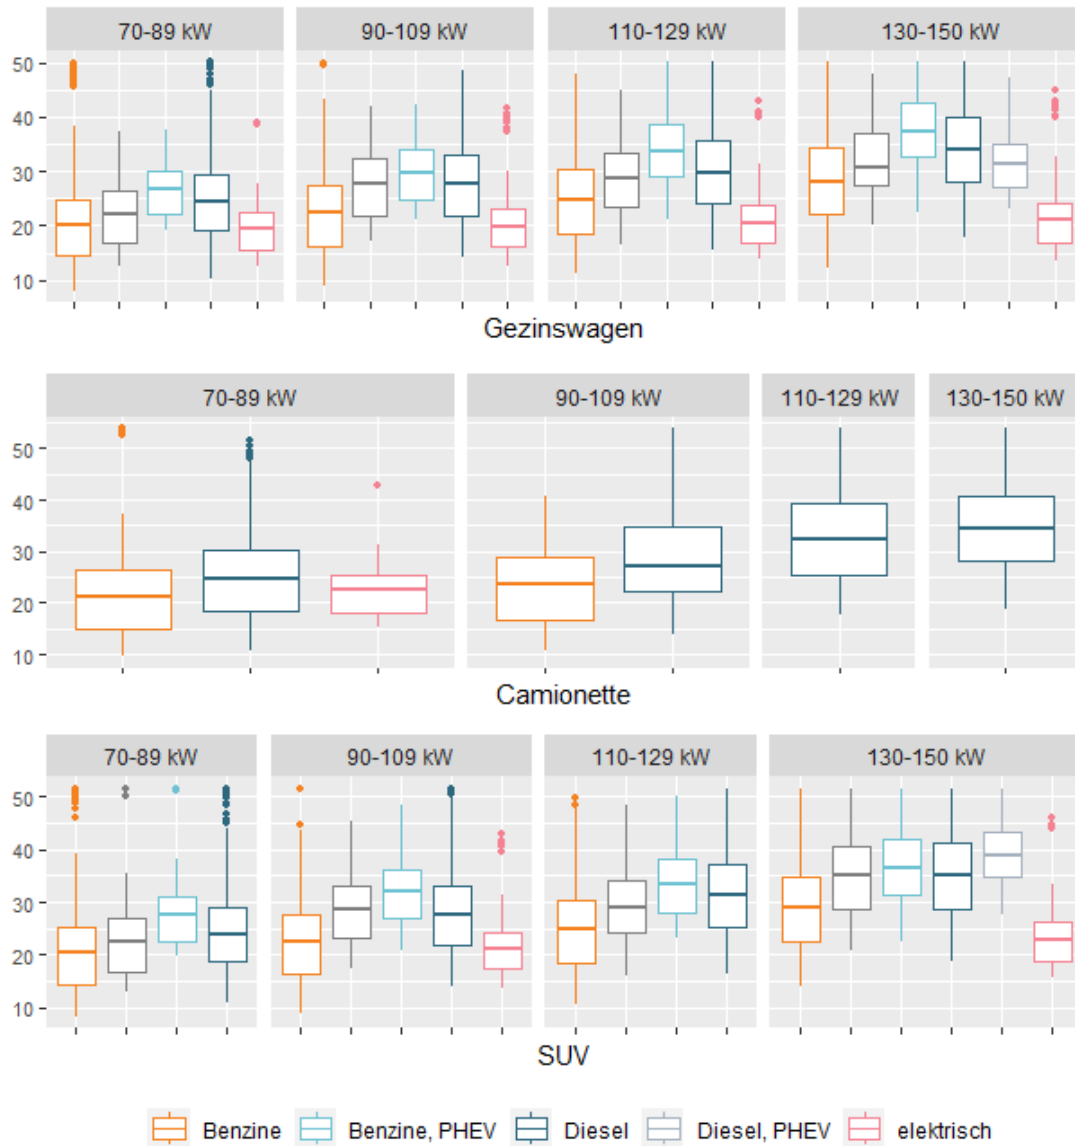 70-89 kW 90-109 kW 110-129 kW 130-150 kW
50
40
30
20
10
Gezinswagen
70-89 kW 90-109 kW 110-129 kW 130-150 kW
50
40
30
20
10
Camionette
70-89 kW 90-109 kW 110-129 kW 130-150 kW
50
40
30
20
10
SUV
Benzine Benzine, PHEV Diesel Diesel, PHEV elektrisch